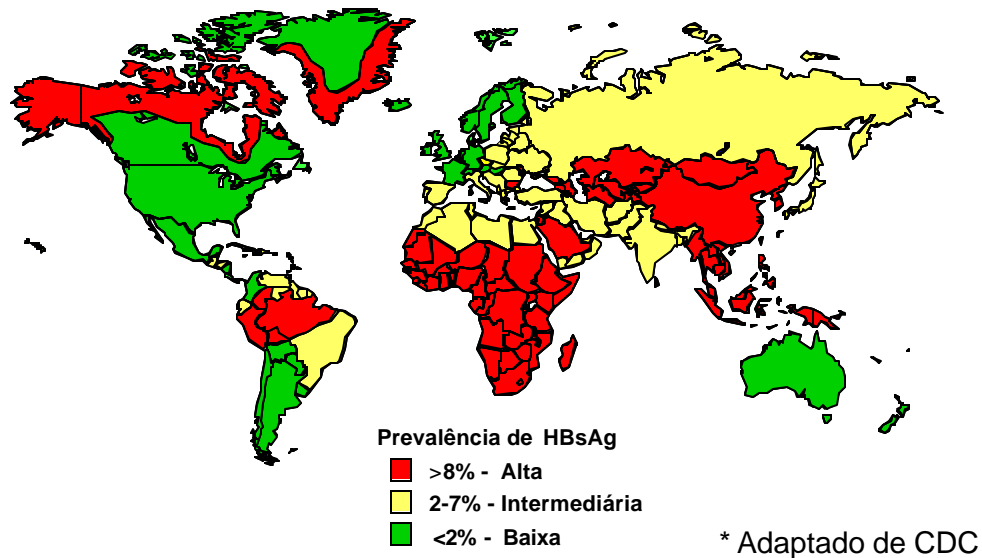 Prevalência de HBsAg
>8% - Alta
2-7% - Intermediária
<2% - Baixa
* Adaptado de CDC